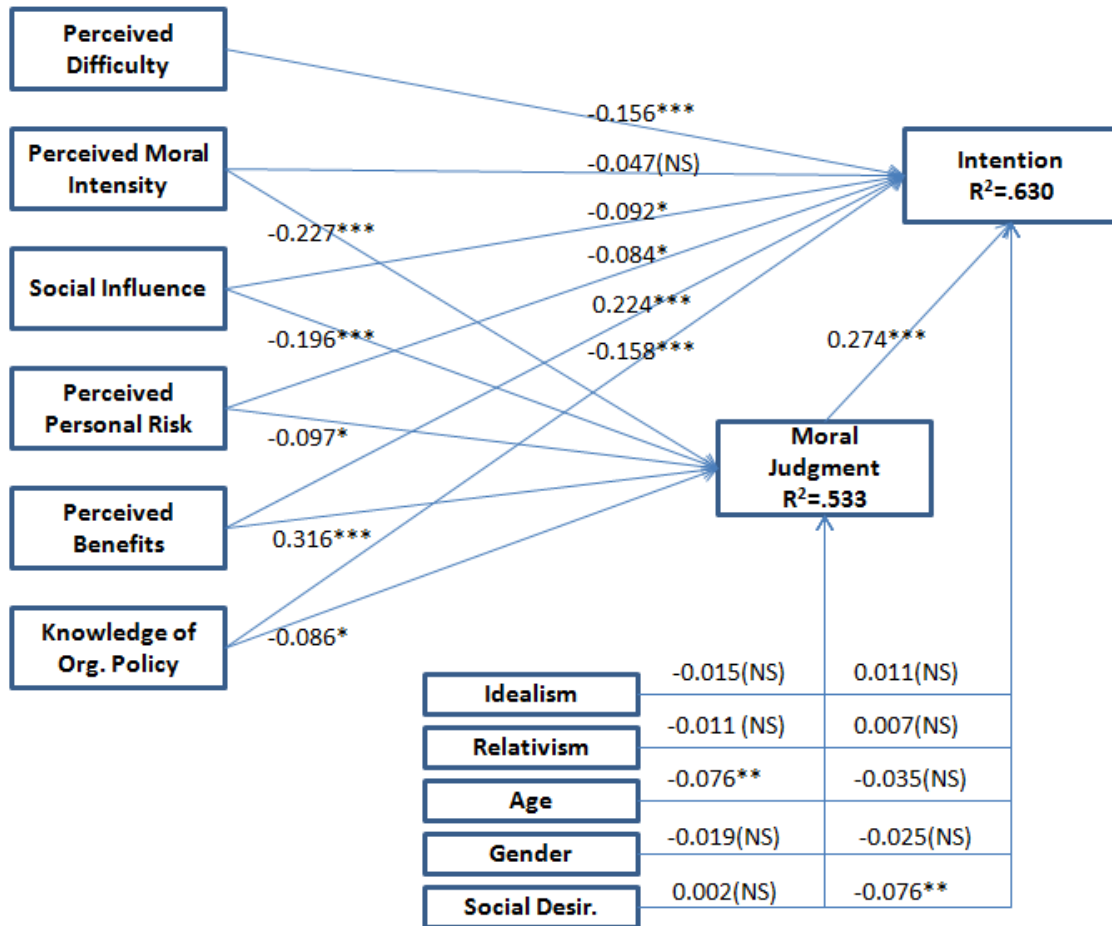 Perceived
Difficulty
-0.156***
Perceived Moral
Intensity
-0.047(NS)
Intention
R²=.630
-0.227***
-0.092*
Social Influence
-0.084*
0.224***
-0.196***
-0.158***
0.274***
Perceived
Personal Risk
-0.097*
Moral
Judgment
R²=.533
Perceived
Benefits
0.316***
Knowledge of
Org. Policy
-0.086*
Idealism
-0.015(NS)
0.011(NS)
Relativism
-0.011 (NS)
0.007(NS)
Age
-0.076**
-0.035(NS)
Gender
-0.019(NS)
-0.025(NS)
Social Desir.
0.002(NS)
-0.076**